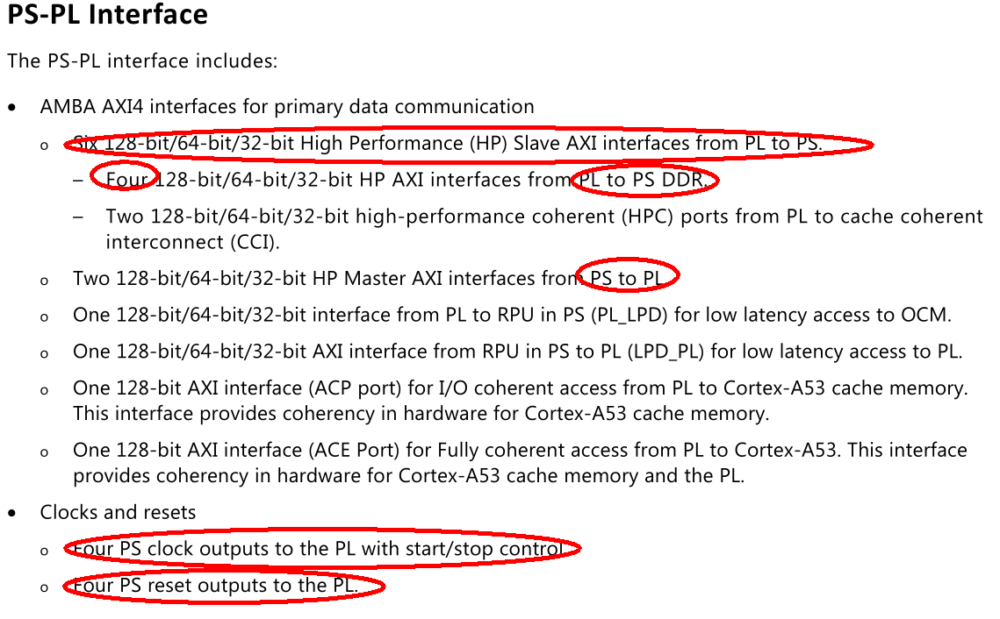 PS-PL Interface
The PS-PL interface includes:
• AMBA AXI4 interfaces for primary data communication
o Six 128-bit/64-bit/32-bit High Performance (HP) Slave AXI interfaces from PL to PS.
– Four 128-bit/64-bit/32-bit HP AXI interfaces from PL to PS DDR.
– Two 128-bit/64-bit/32-bit high-performance coherent (HPC) ports from PL to cache coherent
interconnect (CCI).
o Two 128-bit/64-bit/32-bit HP Master AXI interfaces from PS to PL.
o One 128-bit/64-bit/32-bit interface from PL to RPU in PS (PL_LPD) for low latency access to OCM.
o One 128-bit/64-bit/32-bit AXI interface from RPU in PS to PL (LPD_PL) for low latency access to PL.
o One 128-bit AXI interface (ACP port) for I/O coherent access from PL to Cortex-A53 cache memory.
This interface provides coherency in hardware for Cortex-A53 cache memory.
o One 128-bit AXI interface (ACE Port) for Fully coherent access from PL to Cortex-A53. This interface
provides coherency in hardware for Cortex-A53 cache memory and the PL.
• Clocks and resets
o Four PS clock outputs to the PL with start/stop control.
o Four PS reset outputs to the PL.